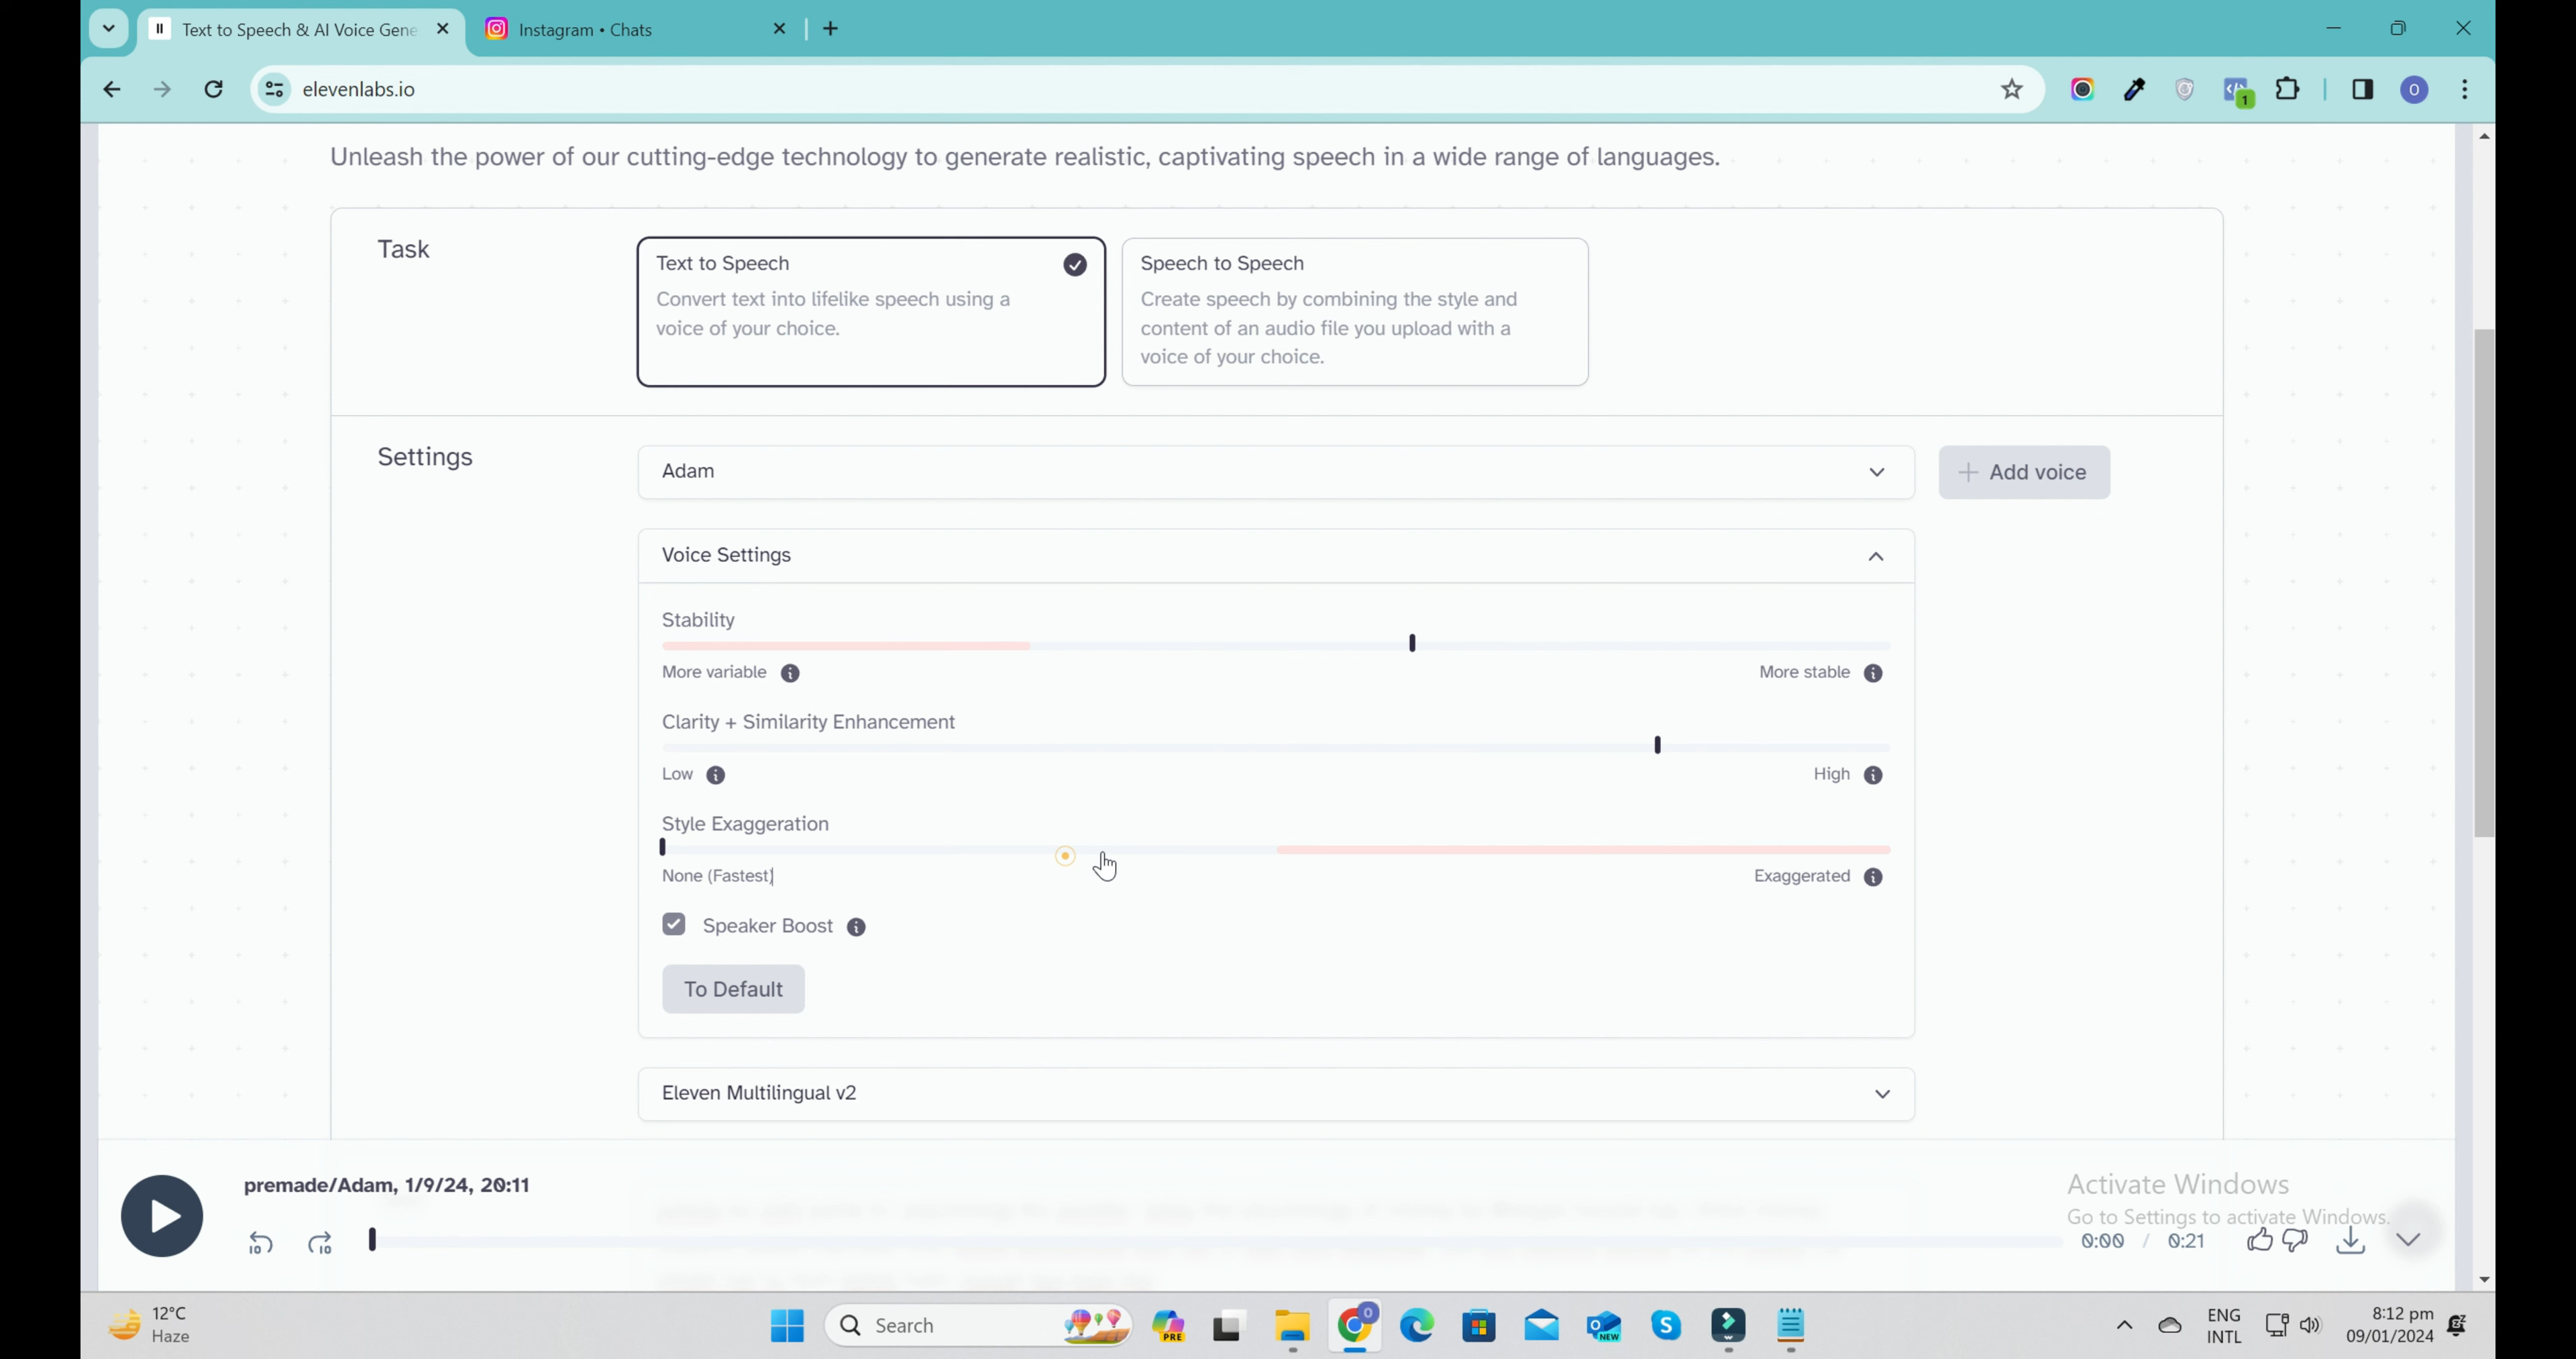 Text to Speech & AI Voice Gene
Instagram • Chats
elevenlabs.io
1
O
Unleash the power of our cutting-edge technology to generate realistic, captivating speech in a wide range of languages.
Task
Text to Speech
Convert text into lifelike speech using a
voice of your choice.
Speech to Speech
Create speech by combining the style and
content of an audio file you upload with a
voice of your choice.
Settings
Adam
+ Add voice
Voice Settings
Stability
More variable
More stable
Clarity + Similarity Enhancement
Low
High
Style Exaggeration
None (Fastest)
Exaggerated
Speaker Boost
To Default
Eleven Multilingual v2
premade/Adam, 1/9/24, 20:11
10
10
Activate Windows
Go to Settings to activate Windows.
0:00 / 0:21
12°C
Haze
Search
PRE
NEW
ENG
INTL
8:12 pm
09/01/2024